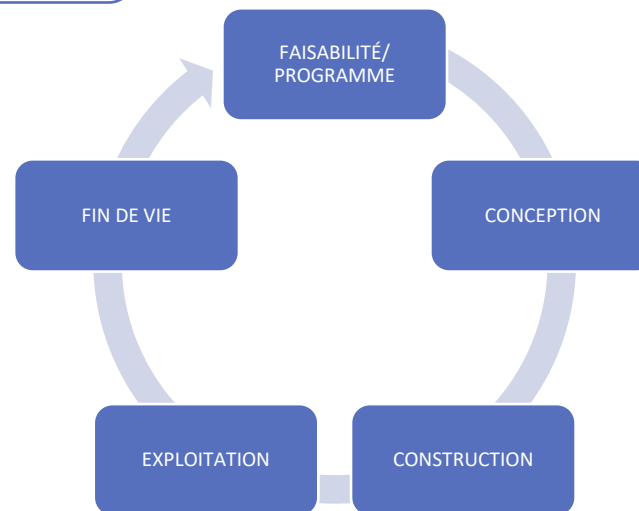 FAISABILITÉ/
PROGRAMME
CONCEPTION
CONSTRUCTION
EXPLOITATION
FIN DE VIE